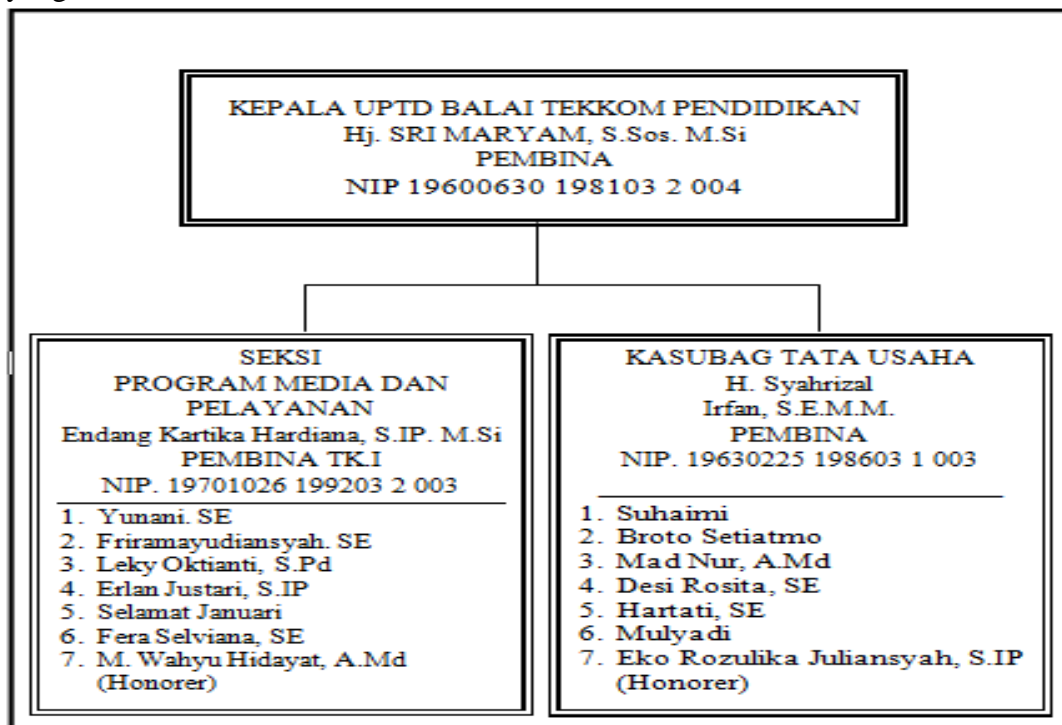 KEPALA UPTD BALAI TEKKOM PENDIDIKAN
Hj. SRI MARYAM, S.Sos. M.Si
PEMBINA
NIP 19600630 198103 2 004
SEKSI
PROGRAM MEDIA DAN
PELAYANAN
Endang Kartika Hardiana, S.IP. M.Si
PEMBINA TK.I
NIP. 19701026 199203 2 003
1. Yunani. SE
2. Friramayudiansyah. SE
3. Leky Oktianti, S.Pd
4. Erlan Justari, S.IP
5. Selamat Januari
6. Fera Selviana, SE
7. M. Wahyu Hidayat, A.Md
(Honorer)
KASUBAG TATA USAHA
H. Syahrizal
Irfan, S.E.M.M.
PEMBINA
NIP. 19630225 198603 1 003
1. Suhaimi
2. Broto Setiatmo
3. Mad Nur, A.Md
4. Desi Rosita, SE
5. Hartati, SE
6. Mulyadi
7. Eko Rozulika Juliansyah, S.IP
(Honorer)